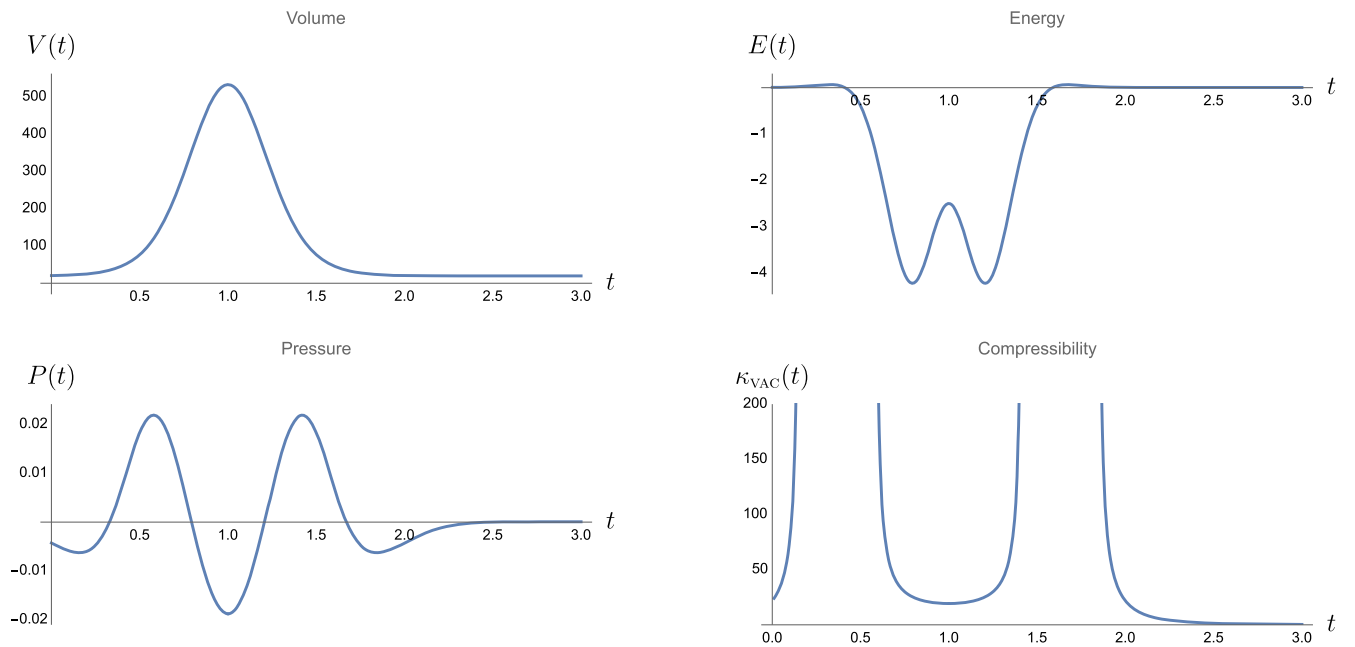 Volume
V(t)
500
400
300
200
100
0.5 1.0 1.5 2.0 2.5 3.0 t
Energy
E(t)
0.5 1.0 1.5 2.0 2.5 3.0 t
−1
−2
−3
−4
Pressure
P(t)
0.02
0.01
0.5 1.0 1.5 2.0 2.5 3.0 t
−0.01
−0.02
Compressibility
κVAC(t)
200
150
100
50
0.0 0.5 1.0 1.5 2.0 2.5 3.0 t